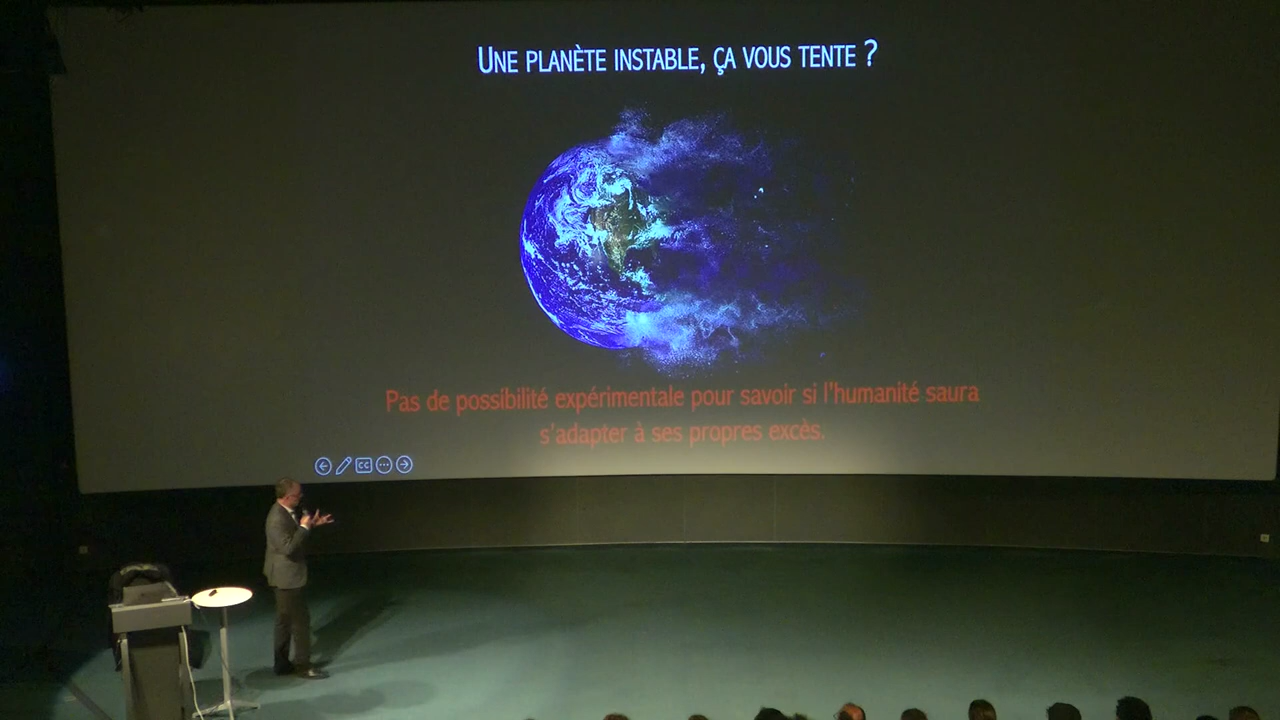 UNE PLANÈTE INSTABLE, ÇA VOUS TENTE ?
Pas de possibilité expérimentale pour savoir si l'humanité saura
s'adapter à ses propres excès.
CC